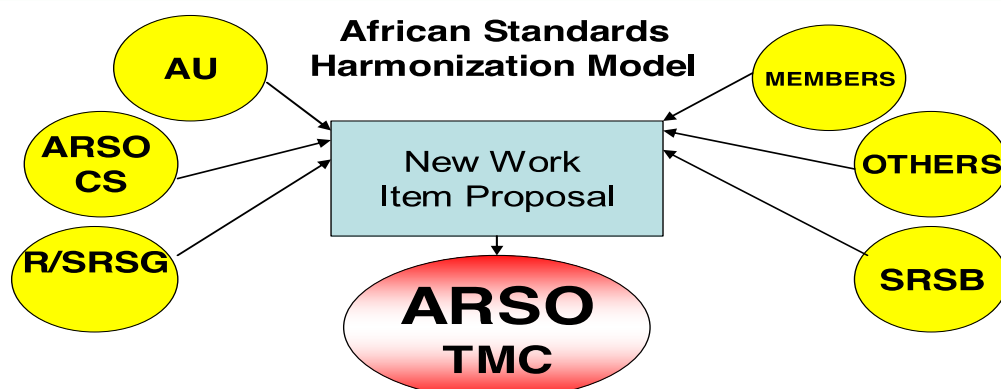 African Standards
Harmonization Model
AU
ARSO
CS
R/SRSG
New Work
Item Proposal
MEMBERS
OTHERS
SRSB
ARSO
TMC